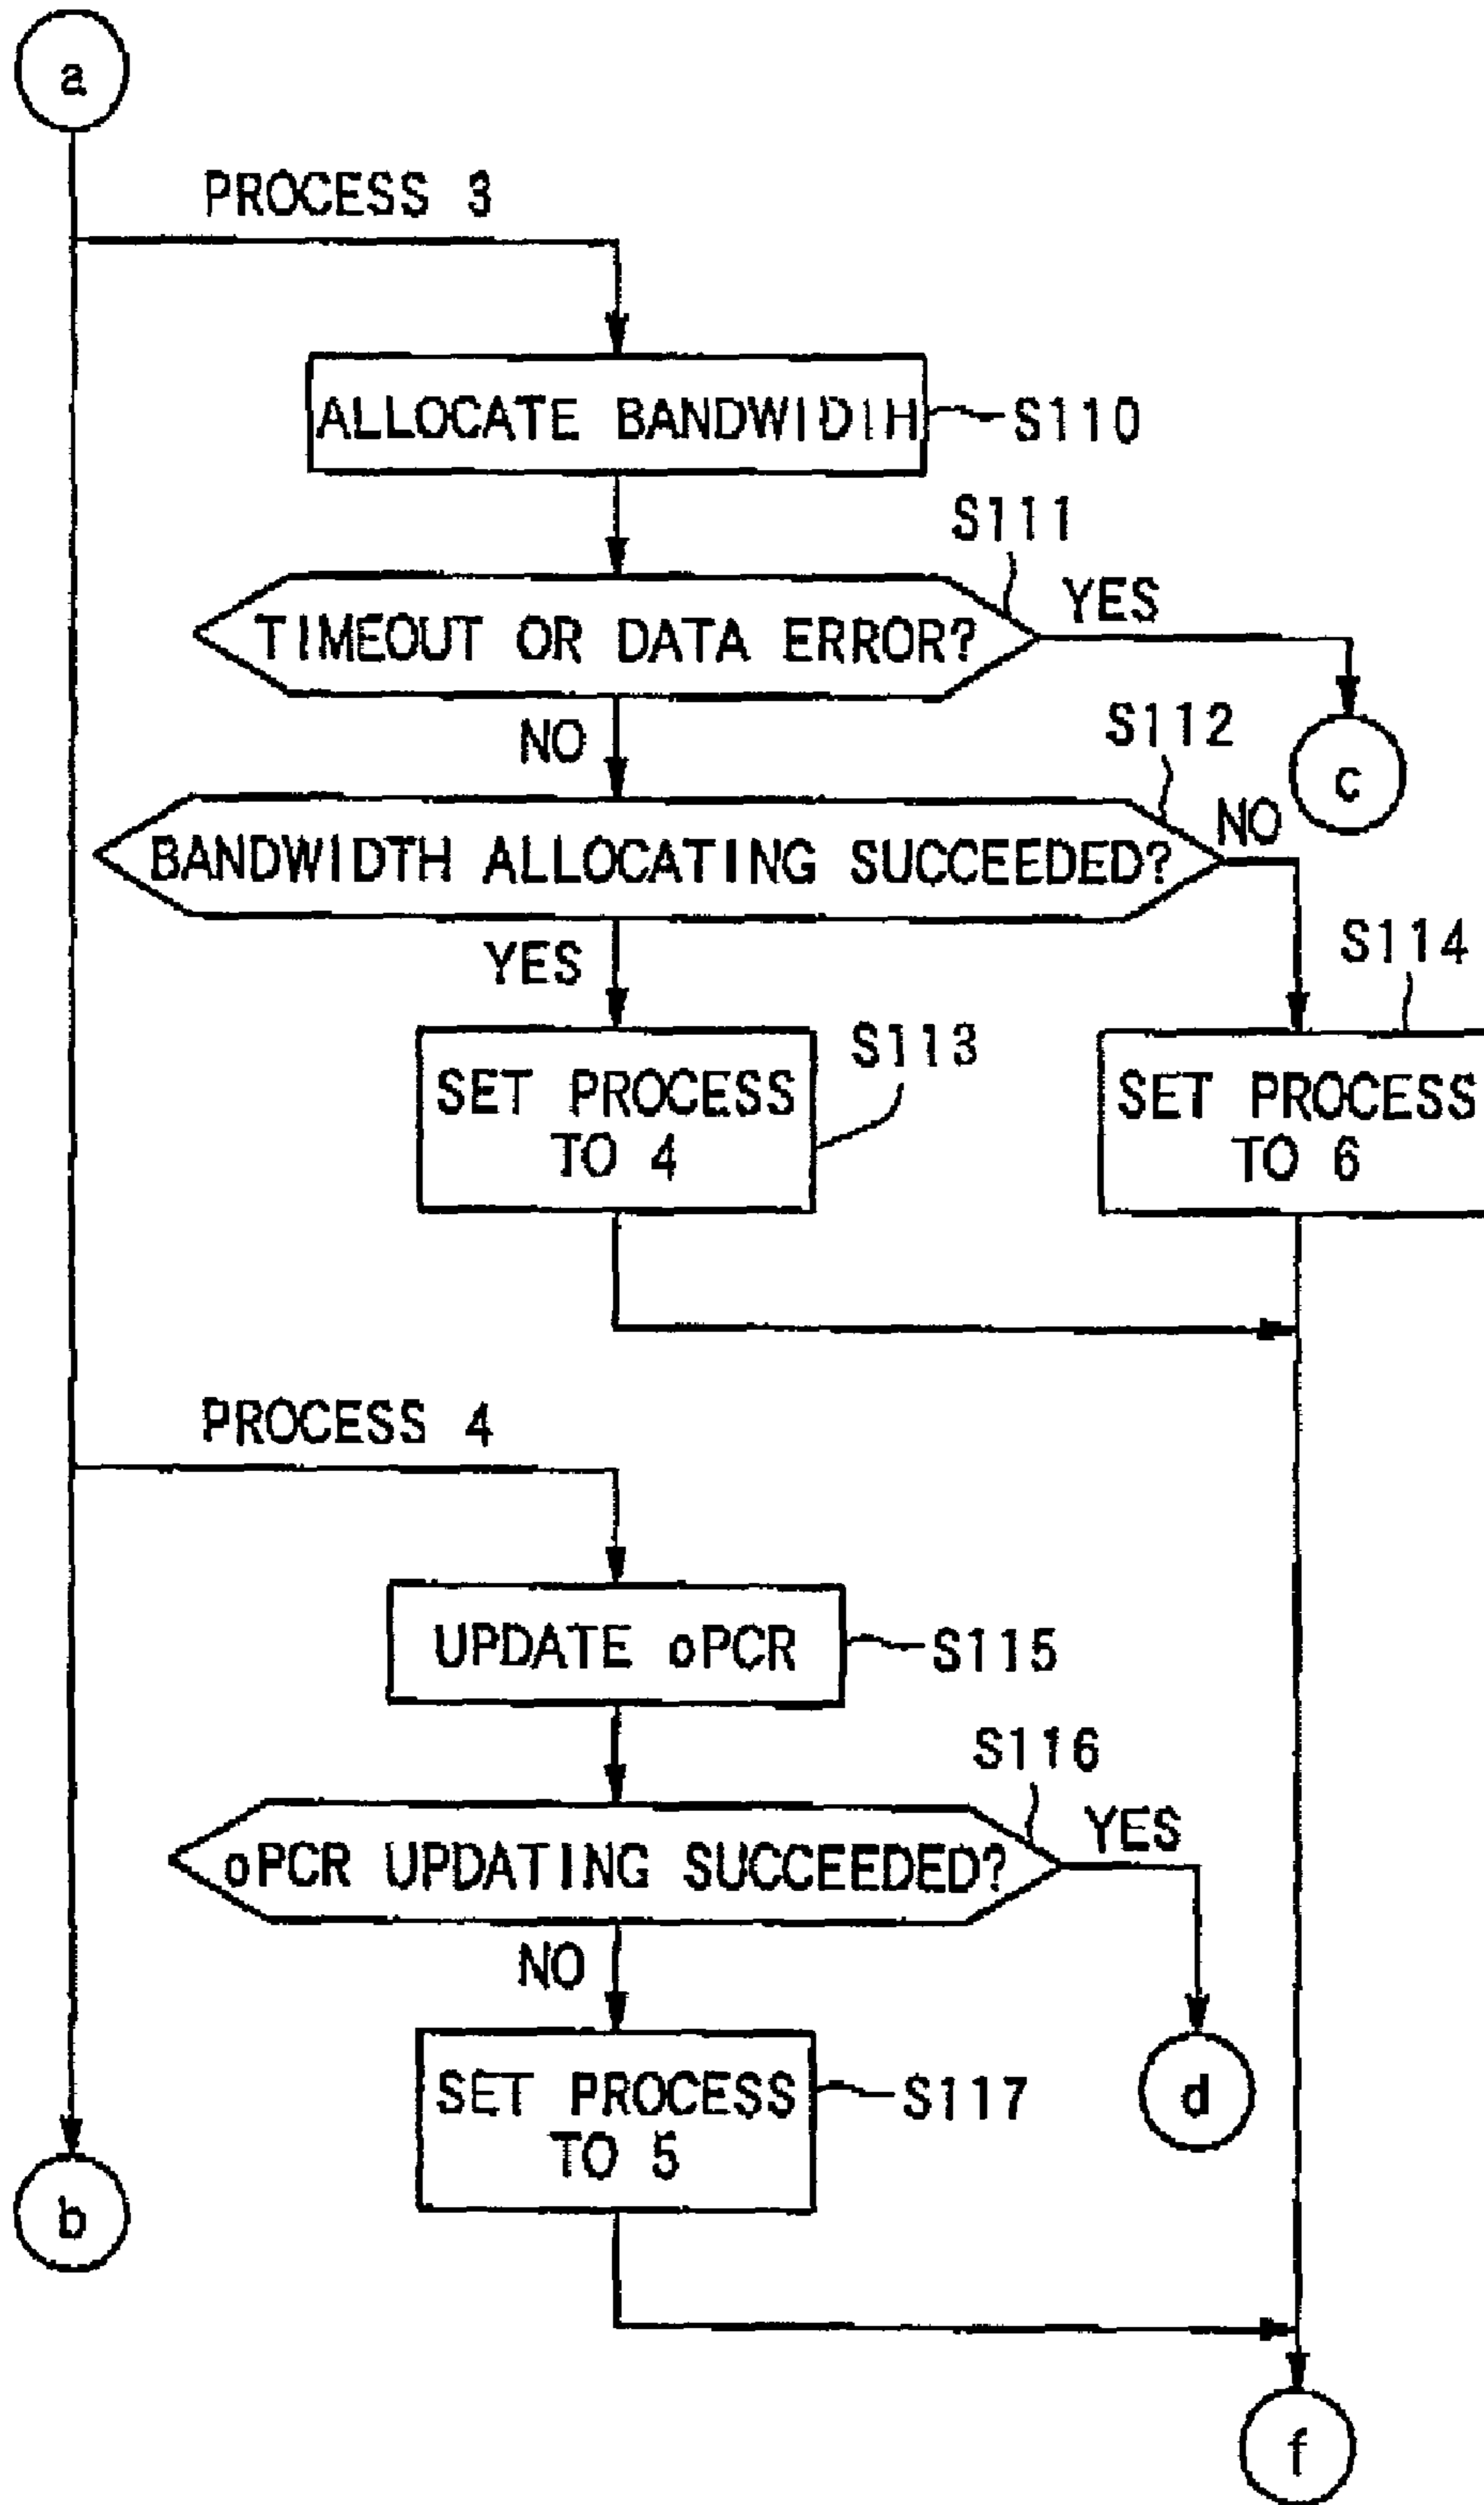 a
PROCESS 3
ALLOCATE BANDWIDTH
S110
S111
TIMEOUT OR DATA ERROR?
YES
NO
c
S112
BANDWIDTH ALLOCATING SUCCEEDED?
NO
YES
S113
S114
SET PROCESS
TO 4
SET PROCESS
TO 6
PROCESS 4
UPDATE oPCR
S115
S116
oPCR UPDATING SUCCEEDED?
YES
NO
SET PROCESS
TO 5
S117
d
b
f